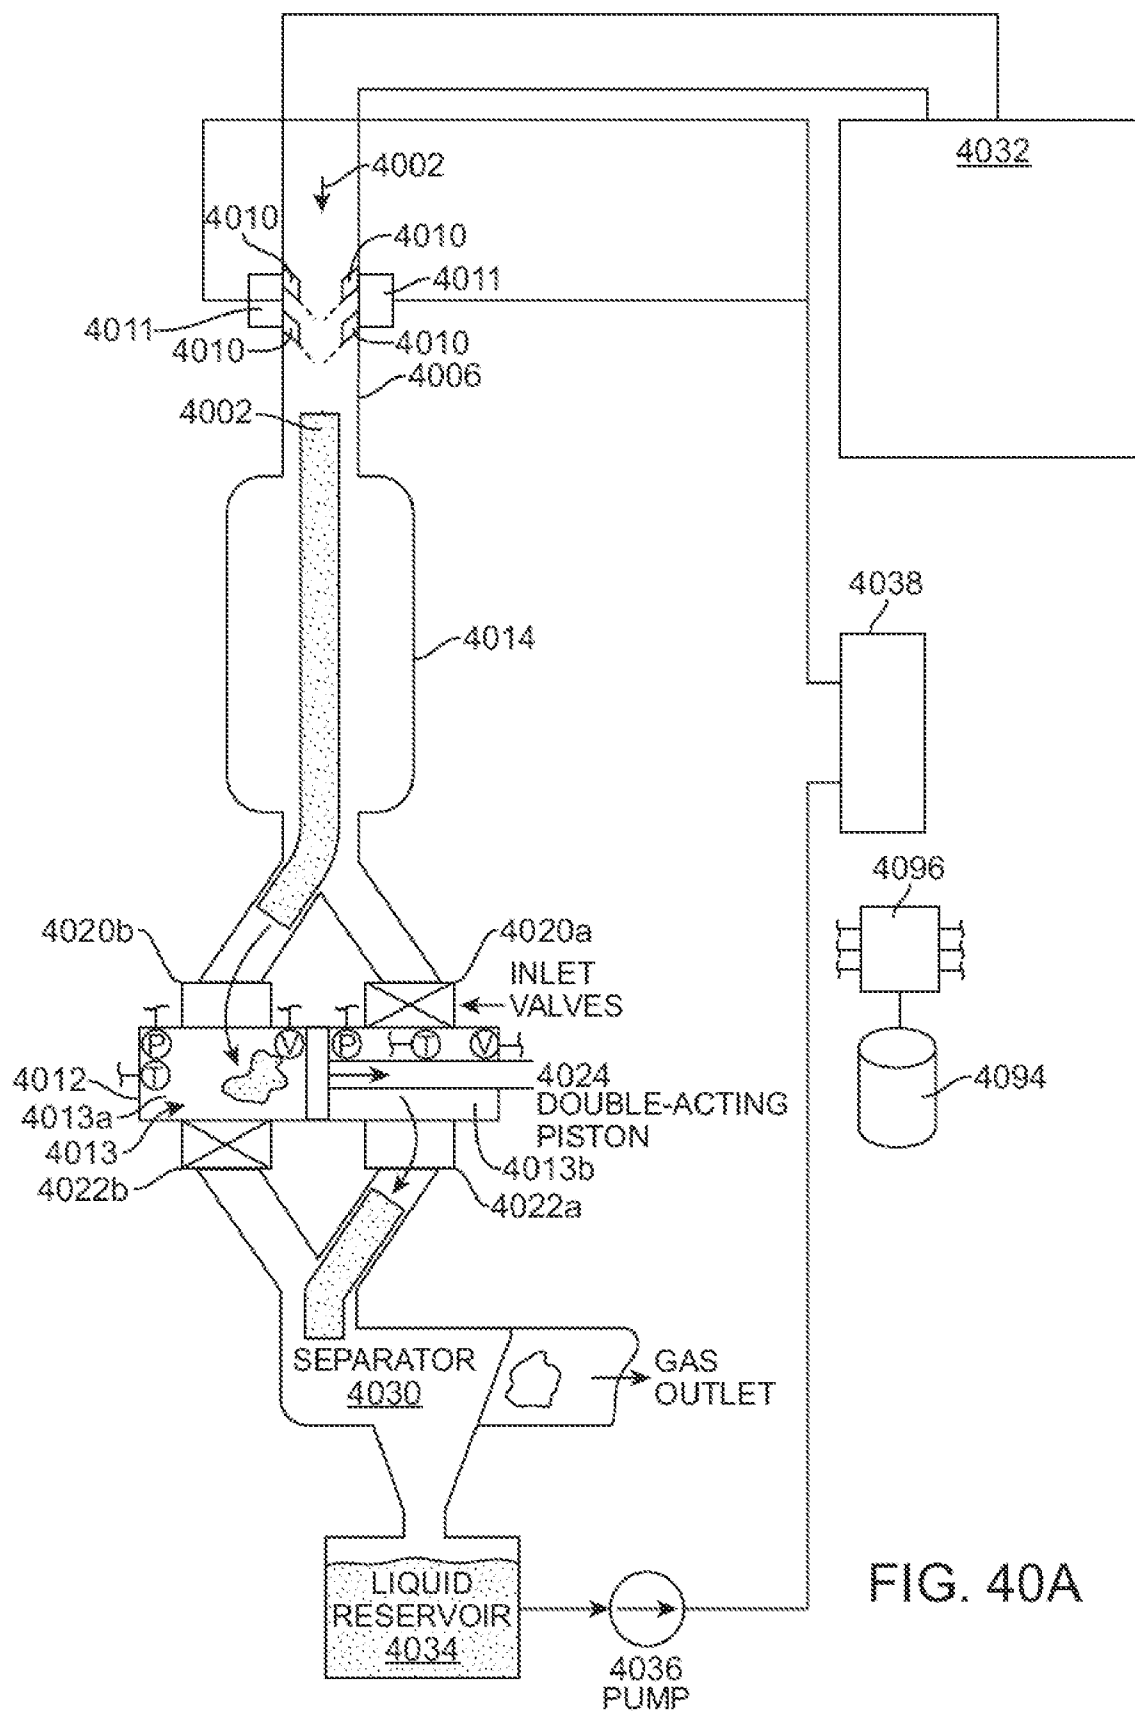 4032
4002
4010
4010
4011
4011
4010
4010
4006
4002
4038
4014
4096
4020b
4020a
INLET
VALVES
P
V
P
T
V
T
4012
4024
4094
4013a
DOUBLE-ACTING
4013
PISTON
4013b
4022b
4022a
SEPARATOR
4030
GAS
OUTLET
LIQUID
RESERVOIR
4034
4036
PUMP
FIG. 40A